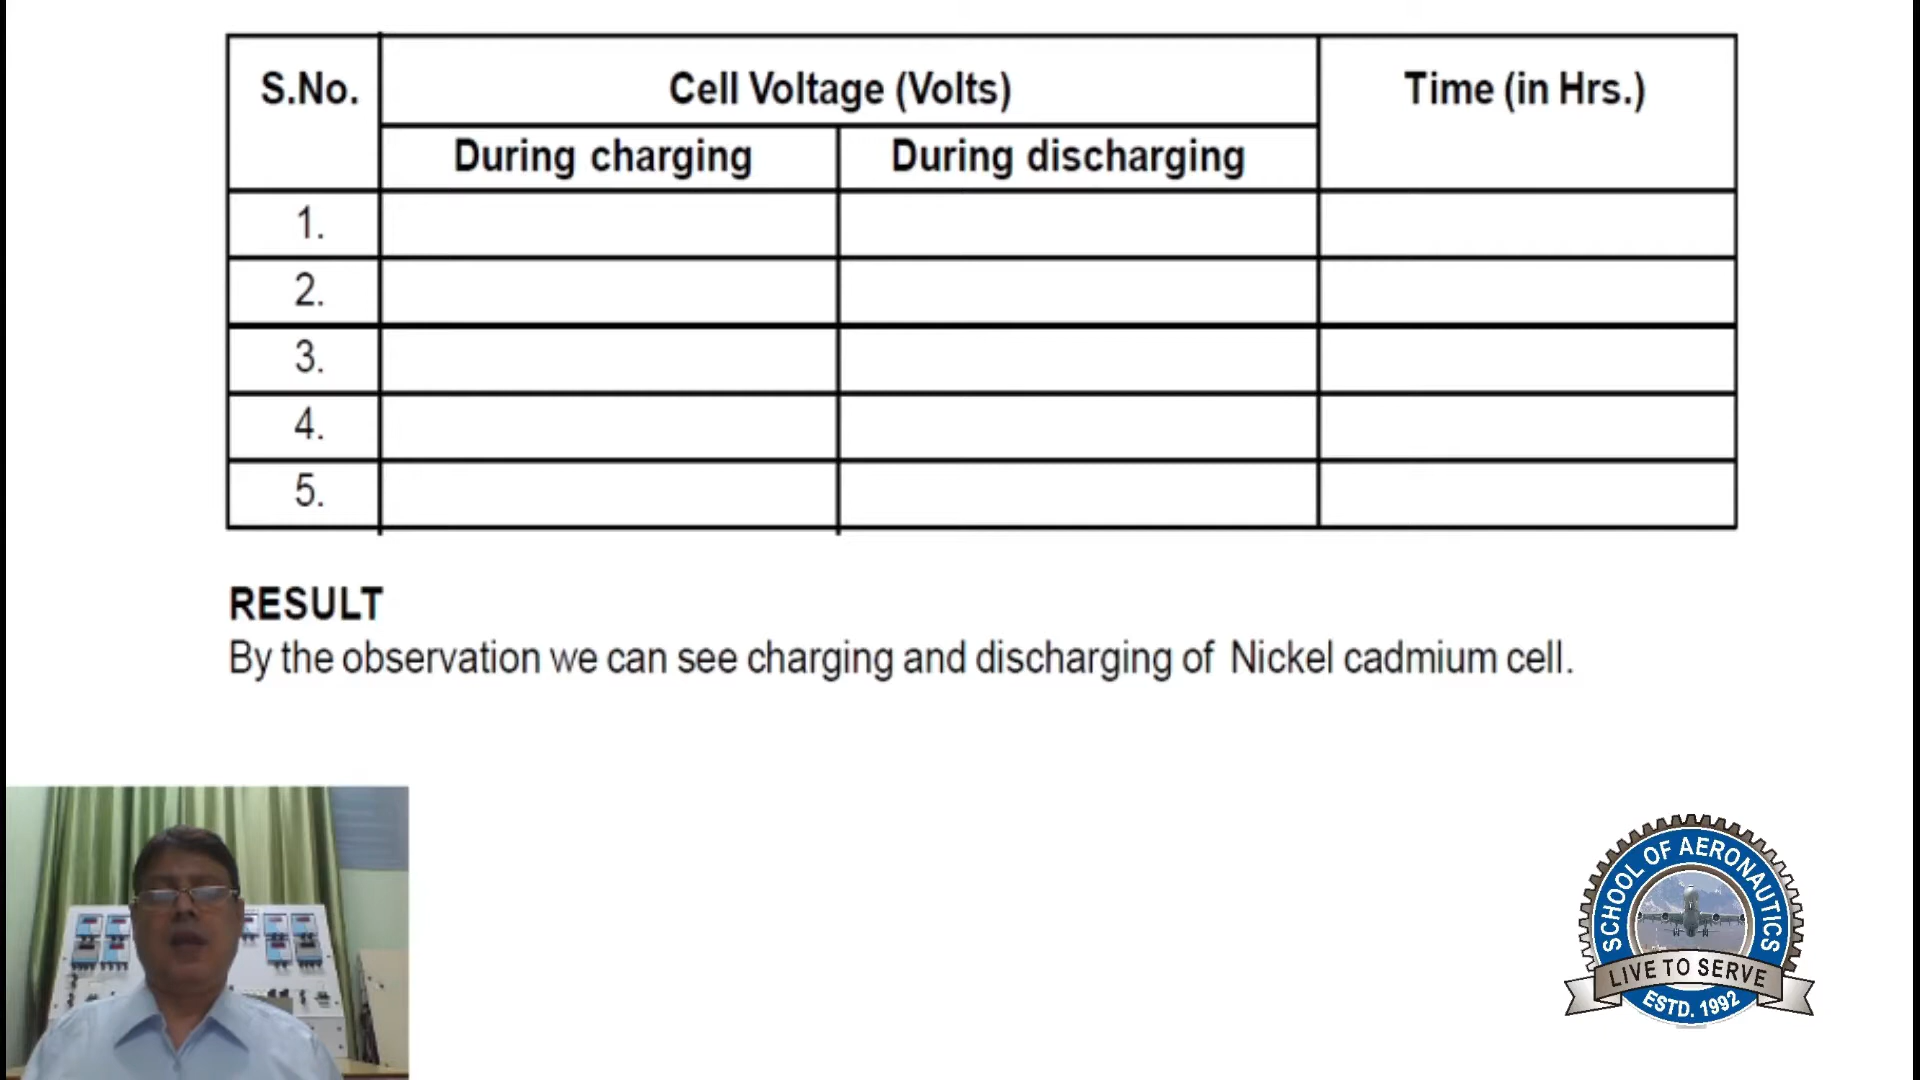 S.No.
Cell Voltage (Volts)
Time (in Hrs.)
During charging
During discharging
1.
2.
3.
4.
5.
RESULT
By the observation we can see charging and discharging of Nickel cadmium cell.
SCHOOL OF AERONAUTICS
LIVE TO SERVE
ESTD. 1992